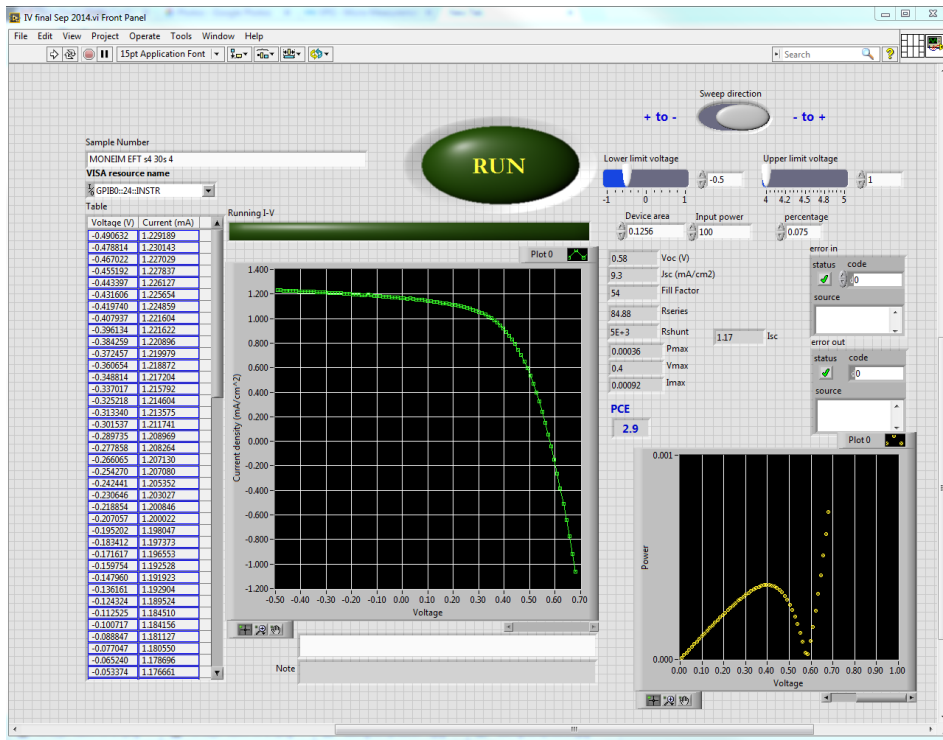 IV final Sep 2014.vi Front Panel
File Edit View Project Operate Tools Window Help
15pt Application Font
Search
Sweep direction
+ to -
- to +
Sample Number
MONEIM EFT s4 30s 4
VISA resource name
GPIB0::24::INSTR
RUN
Lower limit voltage
-0.5
-1 0 1
Upper limit voltage
1
4 4.2 4.5 4.8 5
Device area
0.1256
Input power
100
percentage
0.075
Table
Voltage (V) Current (mA)
-0.490632 1.229189
-0.478814 1.230143
-0.467022 1.227029
-0.455192 1.227837
-0.443397 1.226127
-0.431606 1.225654
-0.419740 1.224859
-0.407937 1.221604
-0.396134 1.221622
-0.384259 1.220896
-0.372457 1.219979
-0.360654 1.218872
-0.348814 1.217204
-0.337017 1.215792
-0.325218 1.214604
-0.313340 1.213575
-0.301537 1.211741
-0.289735 1.208969
-0.277858 1.208264
-0.266065 1.207130
-0.254270 1.207080
-0.242441 1.205352
-0.230646 1.203027
-0.218854 1.200846
-0.207057 1.200022
-0.195202 1.198047
-0.183412 1.197373
-0.171617 1.196553
-0.159754 1.192528
-0.147960 1.191923
-0.136161 1.192904
-0.124324 1.189524
-0.112525 1.184510
-0.100717 1.184156
-0.088847 1.181127
-0.077047 1.180550
-0.065240 1.178696
-0.053374 1.176661
Running I-V
Plot 0
Current density (mA/cm^2)
1.400
1.200
1.000
0.800
0.600
0.400
0.200
0.000
-0.200
-0.400
-0.600
-0.800
-1.000
-1.200
-0.50 -0.40 -0.30 -0.20 -0.10 0.00 0.10 0.20 0.30 0.40 0.50 0.60 0.70
Voltage
Note
0.58 Voc (V)
9.3 Jsc (mA/cm2)
54 Fill Factor
84.88 Rseries
5E+3 Rshunt
1.17 Isc
0.00036 Pmax
0.4 Vmax
0.00092 Imax
PCE
2.9
error in
status code
0
source
error out
status code
0
source
Plot 0
Power
0.001
0.000
0.00 0.10 0.20 0.30 0.40 0.50 0.60 0.70 0.80 0.90 1.00
Voltage